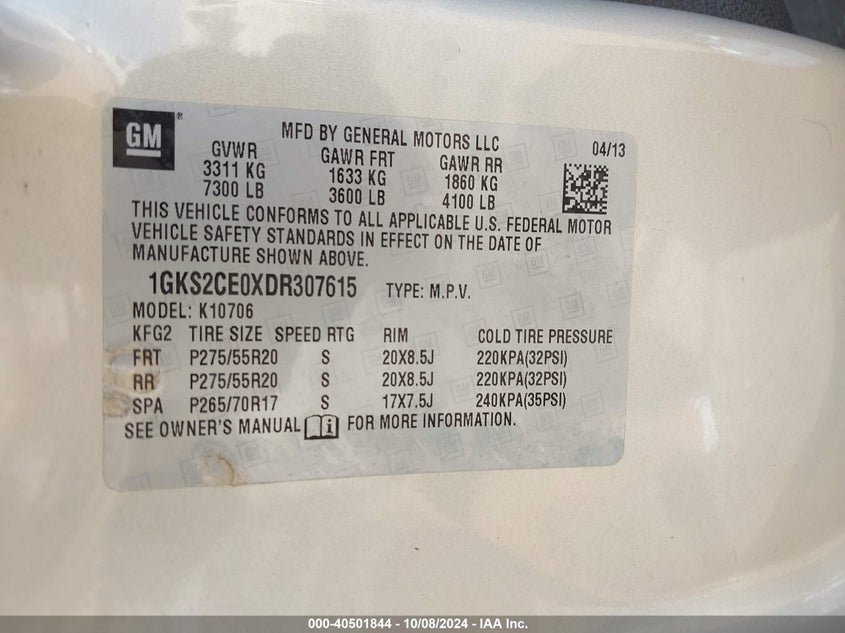 GM®
MFD BY GENERAL MOTORS LLC 04/13
GVWR GAWR FRT GAWR RR
3311 KG 1633 KG 1860 KG
7300 LB 3600 LB 4100 LB
THIS VEHICLE CONFORMS TO ALL APPLICABLE U.S. FEDERAL MOTOR
VEHICLE SAFETY STANDARDS IN EFFECT ON THE DATE OF
MANUFACTURE SHOWN ABOVE.
1GKS2CE0XDR307615 TYPE: M.P.V.
MODEL: K10706
KFG2 TIRE SIZE SPEED RTG RIM COLD TIRE PRESSURE
FRT P275/55R20 S 20X8.5J 220KPA(32PSI)
RR P275/55R20 S 20X8.5J 220KPA(32PSI)
SPA P265/70R17 S 17X7.5J 240KPA(35PSI)
SEE OWNER'S MANUAL FOR MORE INFORMATION.
000-40501844 - 10/08/2024 - IAA Inc.